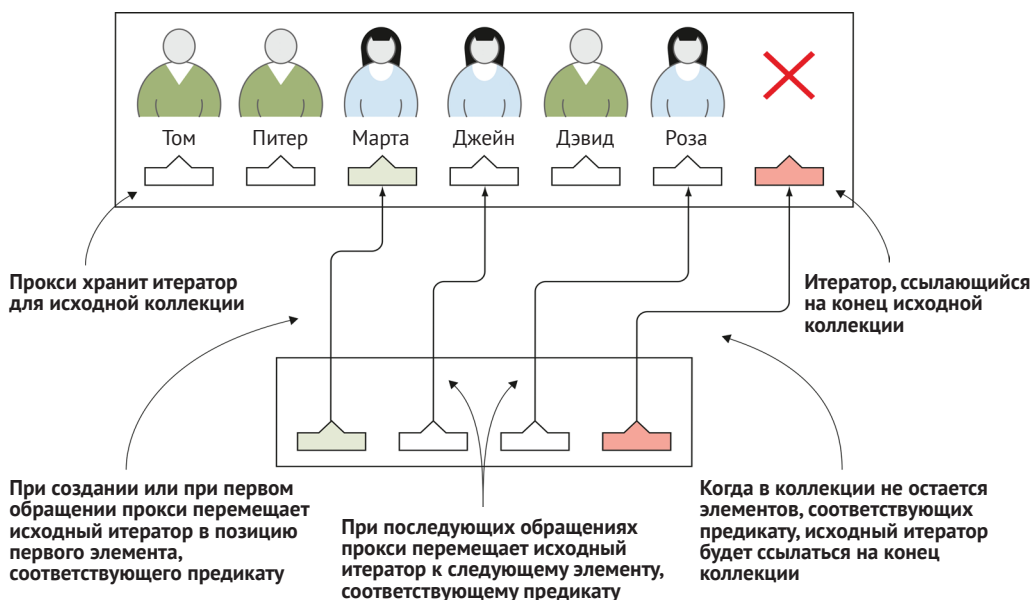 Том Питер Марта Джейн Дэвид Роза
Прокси хранит итератор
для исходной коллекции
Итератор, ссылающийся
на конец исходной
коллекции
При создании или при первом
обращении прокси перемещает
исходный итератор в позицию
первого элемента,
соответствующего предикату
При последующих обращениях
прокси перемещает исходный
итератор к следующему элементу,
соответствующему предикату
Когда в коллекции не остается
элементов, соответствующих
предикату, исходный итератор
будет ссылаться на конец
коллекции